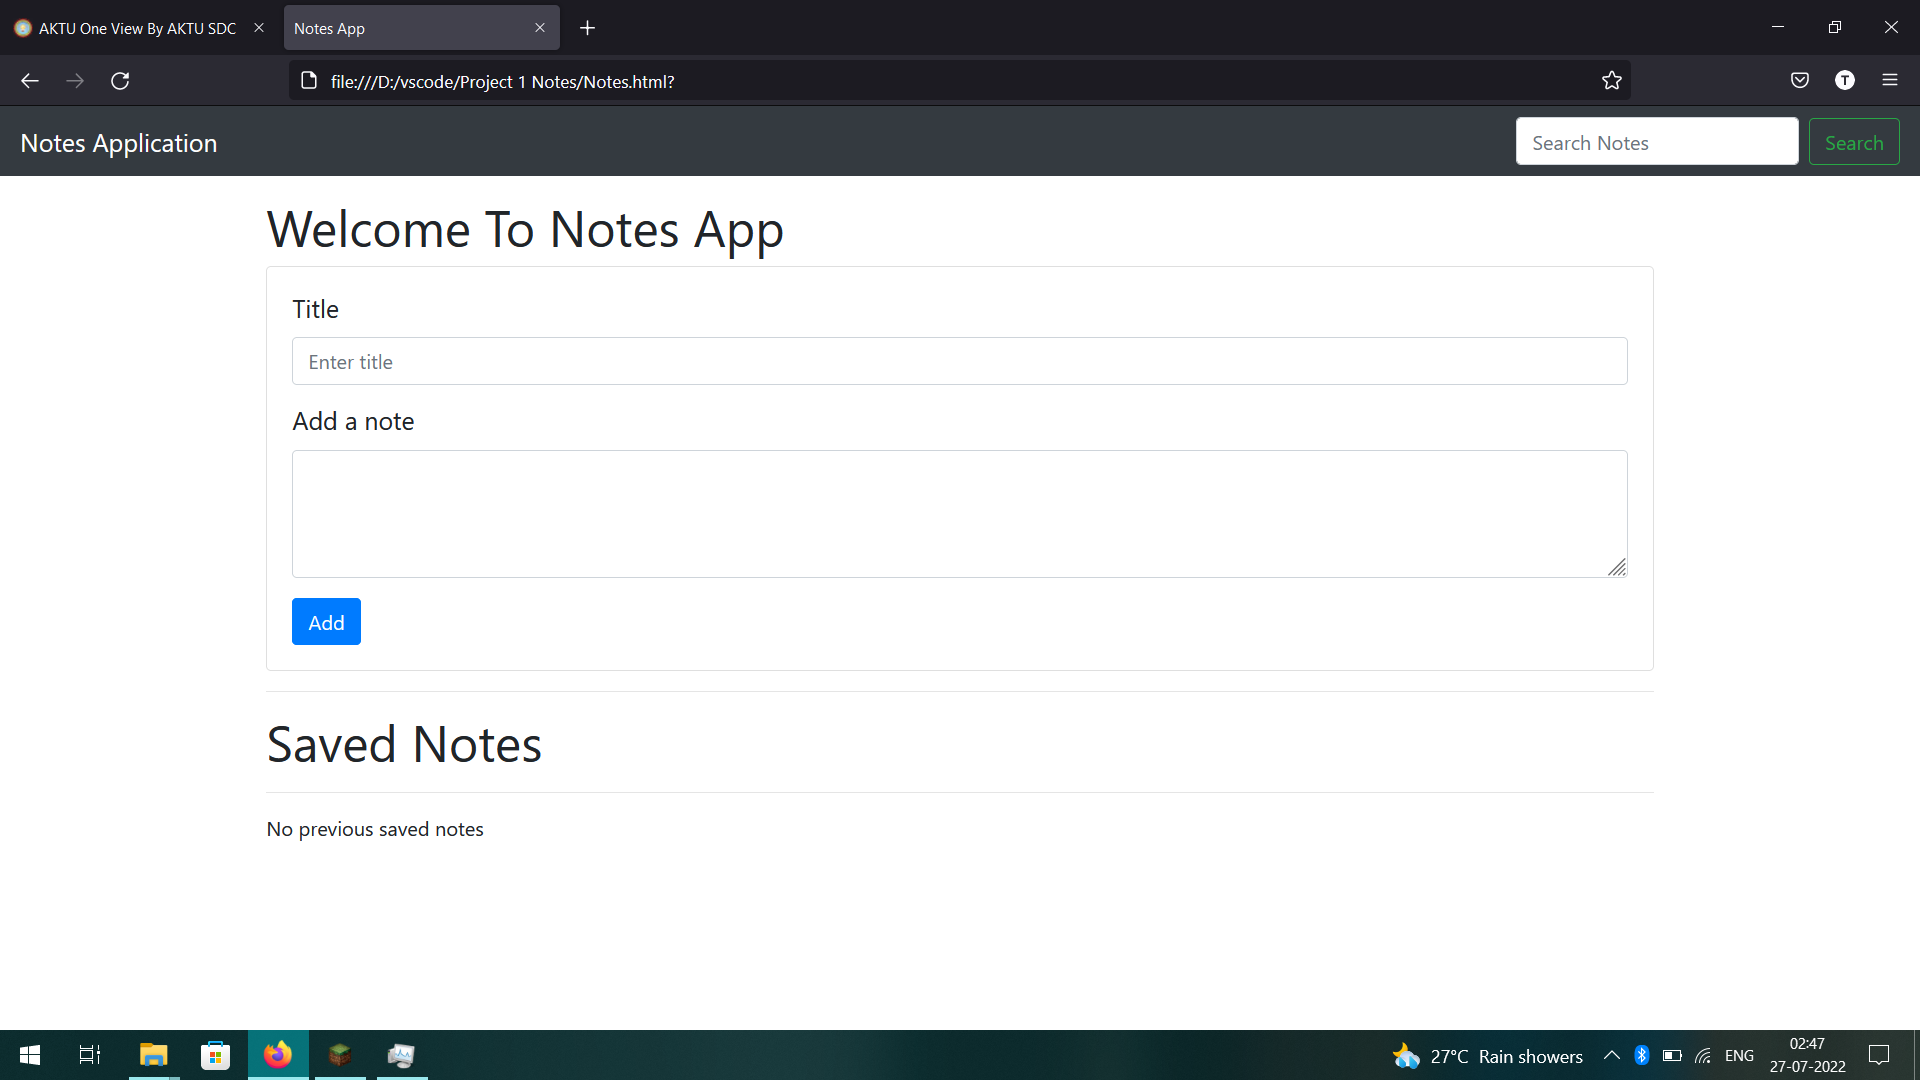 AKTU One View By AKTU SDC
Notes App
file:///D:/vscode/Project 1 Notes/Notes.html?
T
Notes Application
Search Notes
Search
Welcome To Notes App
Title
Enter title
Add a note
Add
Saved Notes
No previous saved notes
27°C Rain showers
ENG
02:47
27-07-2022